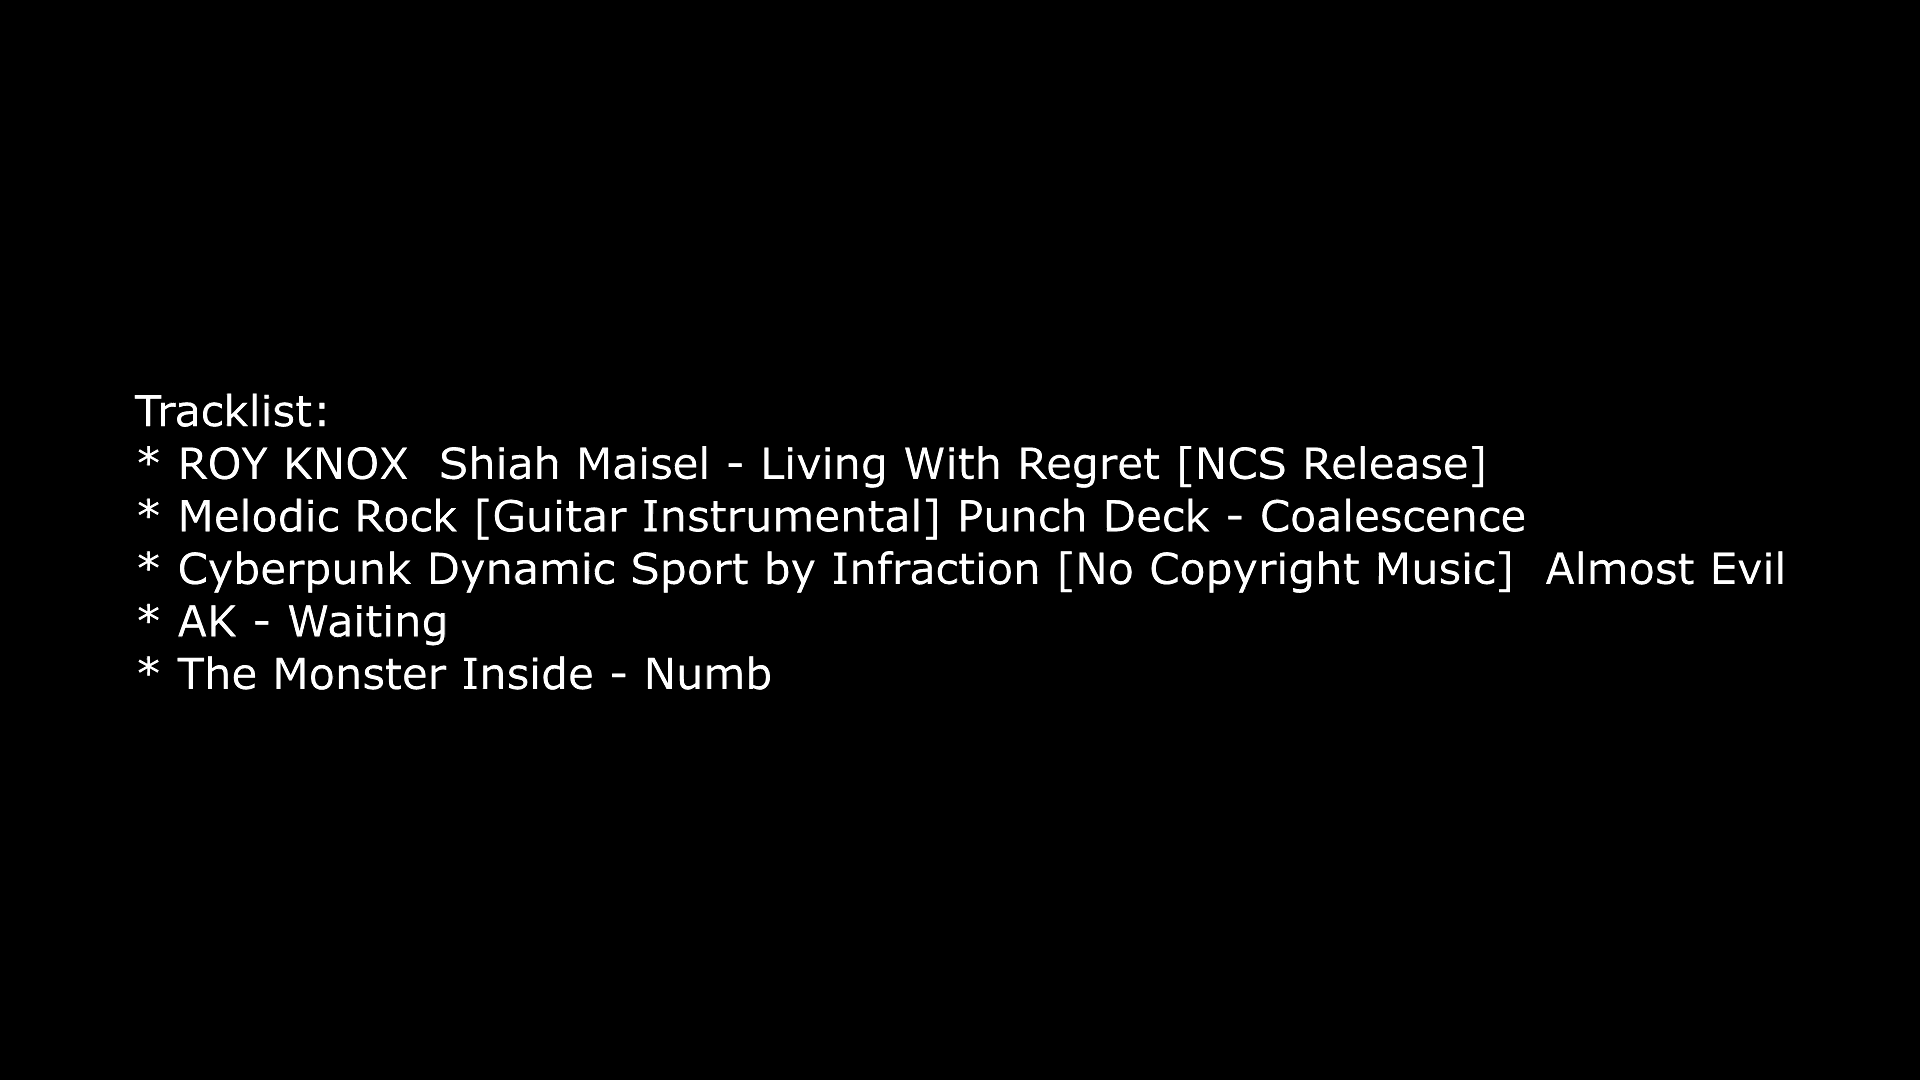 Tracklist:
* ROY KNOX  Shiah Maisel - Living With Regret [NCS Release]
* Melodic Rock [Guitar Instrumental] Punch Deck - Coalescence
* Cyberpunk Dynamic Sport by Infraction [No Copyright Music]  Almost Evil
* AK - Waiting
* The Monster Inside - Numb